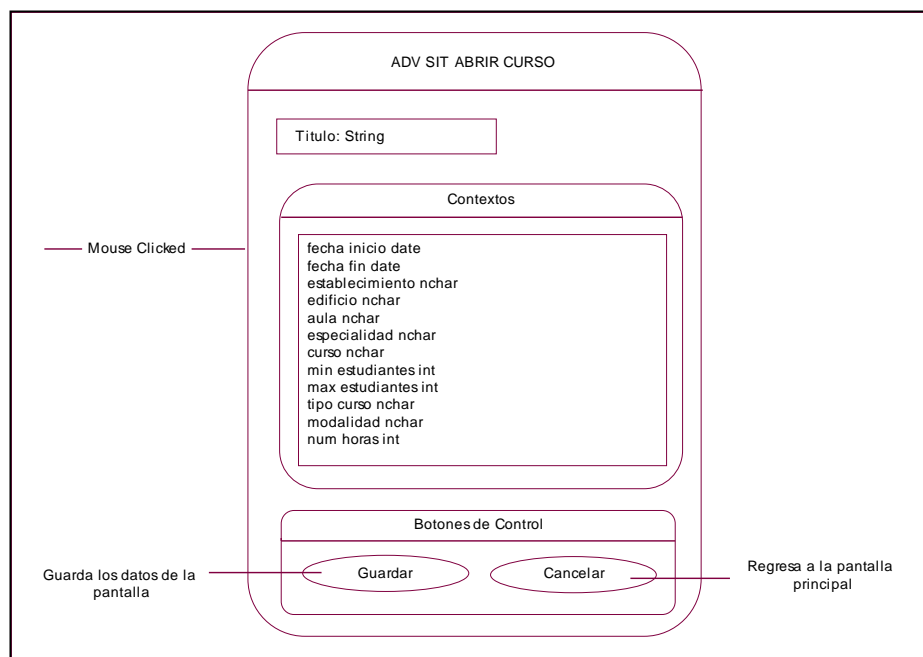 ADV SIT ABRIR CURSO
Titulo: String
Contextos
Mouse Clicked
fecha inicio date
fecha fin date
establecimiento nchar
edificio nchar
aula nchar
especialidad nchar
curso nchar
min estudiantes int
max estudiantes int
tipo curso nchar
modalidad nchar
num horas int
Botones de Control
Guarda los datos de la
pantalla
Guardar
Cancelar
Regresa a la pantalla
principal